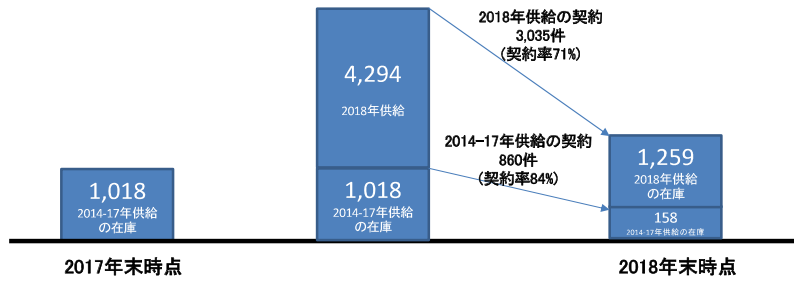 2018年供給の契約
3,035件
(契約率71%)
4,294
2018年供給
2014-17年供給の契約
860件
(契約率84%)
1,259
2018年供給
の在庫
1,018
2014-17年供給
の在庫
1,018
2014-17年供給
の在庫
158
2014-17年供給の在庫
2017年末時点
2018年末時点